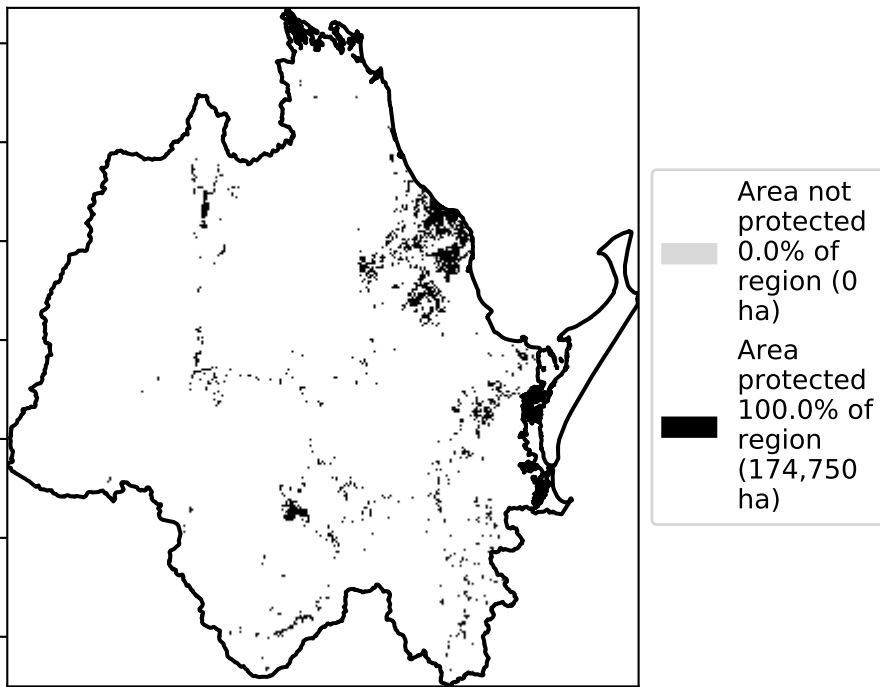 Area not
protected
0.0% of
region (0
ha)
Area
protected
100.0% of
region
(174,750
ha)